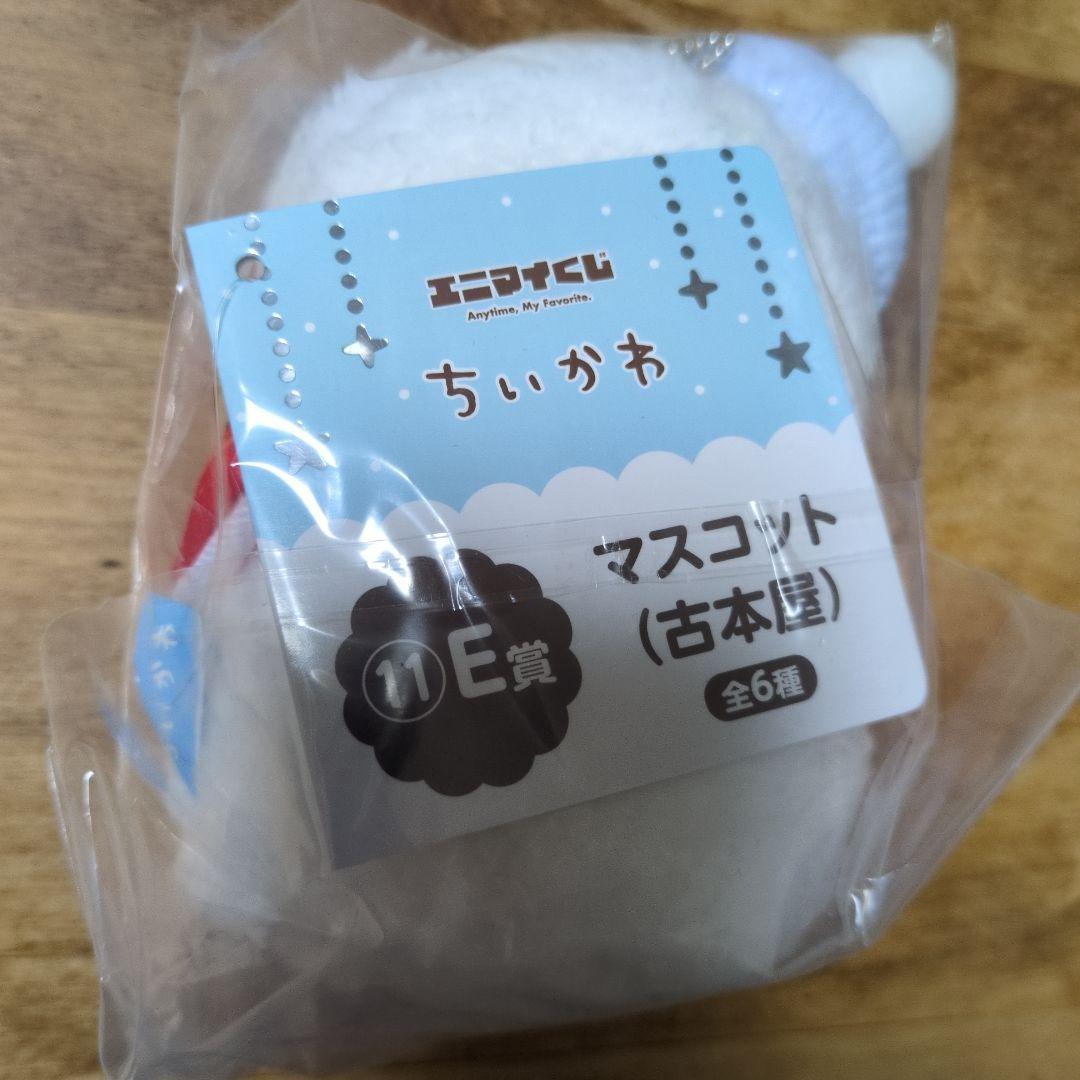 エニマイくじ
Anytime, My Favorite.
ちいかわ
マスコット
(古本屋)
全6種
11 E賞